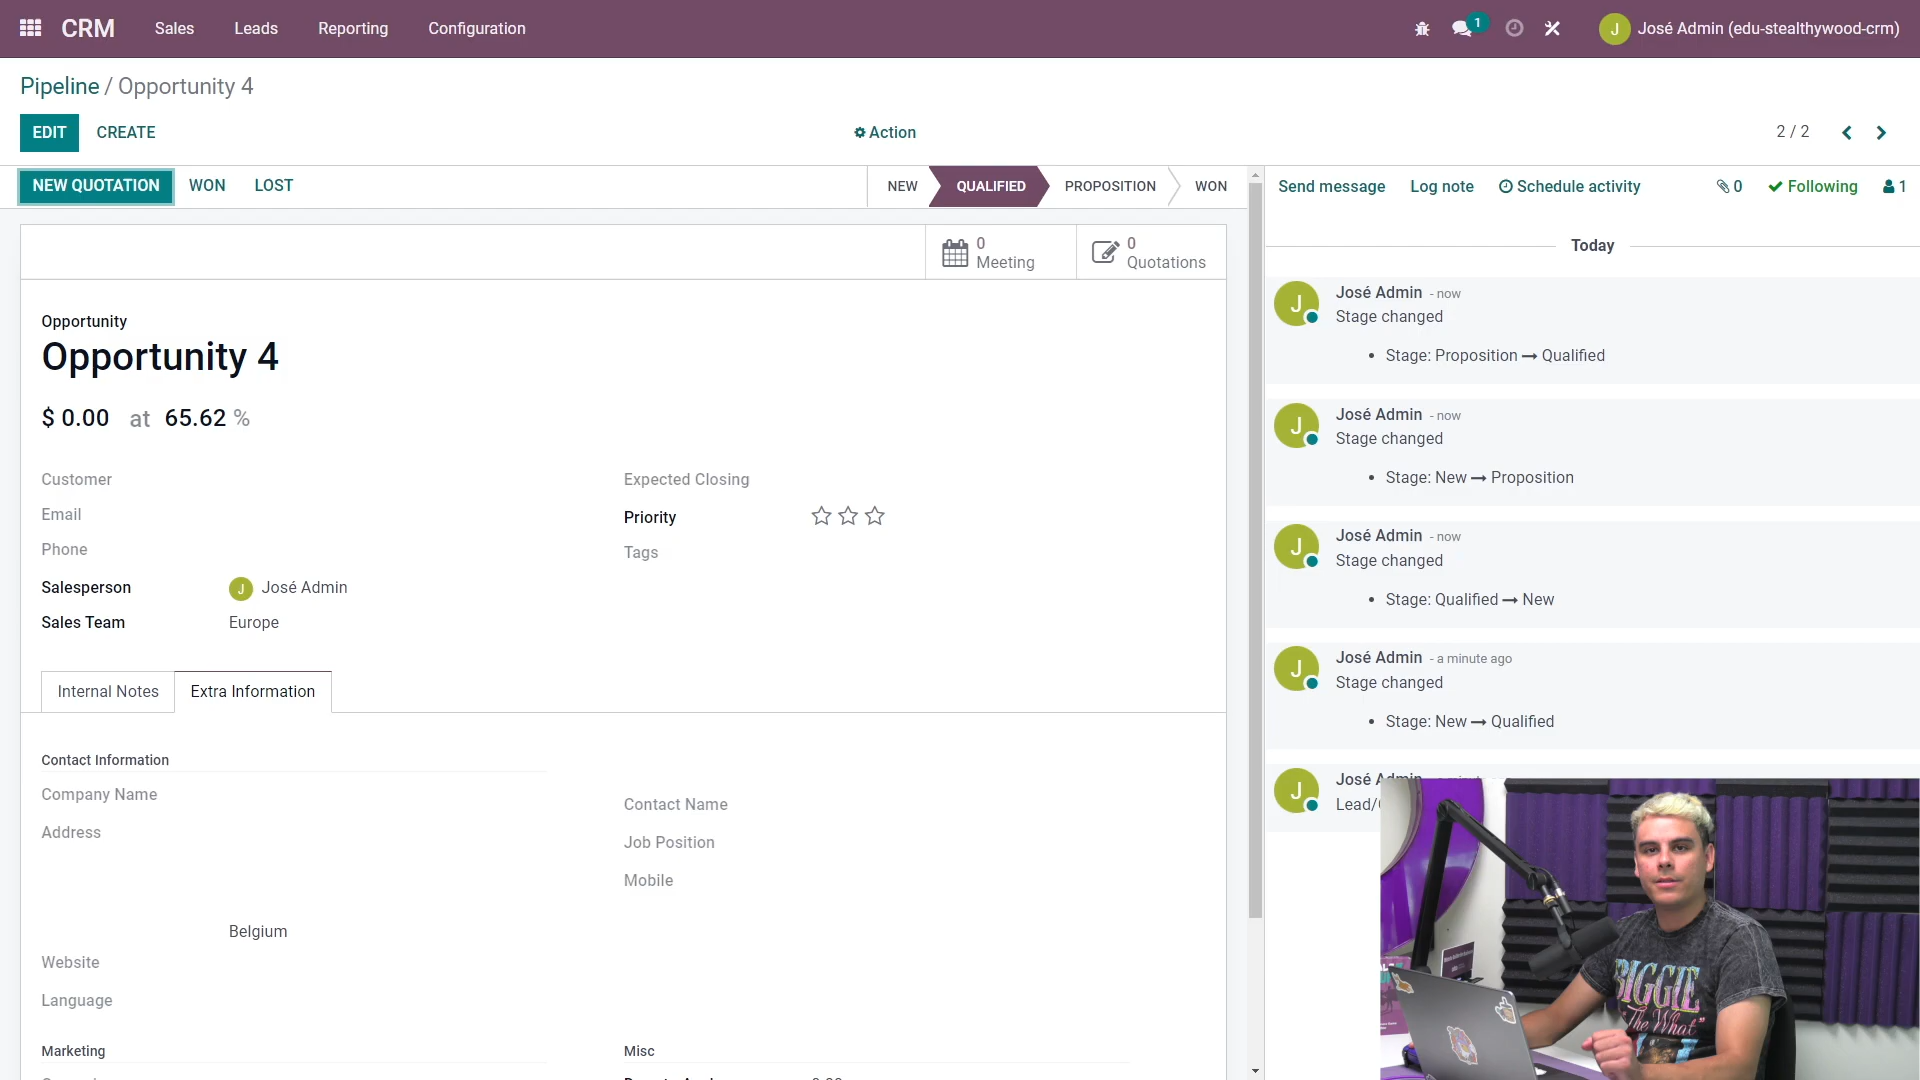 CRM Sales Leads Reporting Configuration 1 J José Admin (edu-stealthywood-crm)
Pipeline / Opportunity 4
EDIT CREATE Action 2 / 2
NEW QUOTATION WON LOST NEW QUALIFIED PROPOSITION WON
Send message Log note Schedule activity 0 Following 1
0 Meeting
0 Quotations
Opportunity
Opportunity 4
$ 0.00 at 65.62 %
Customer
Email
Phone
Salesperson J José Admin
Sales Team Europe
Expected Closing
Priority
Tags
Internal Notes Extra Information
Contact Information
Company Name
Address
Belgium
Website
Language
Contact Name
Job Position
Mobile
Marketing
Misc
Today
J José Admin - now
Stage changed
• Stage: Proposition → Qualified
J José Admin - now
Stage changed
• Stage: New → Proposition
J José Admin - now
Stage changed
• Stage: Qualified → New
J José Admin - a minute ago
Stage changed
• Stage: New → Qualified
J José Admin
Lead/
BIGGIE
"The What"